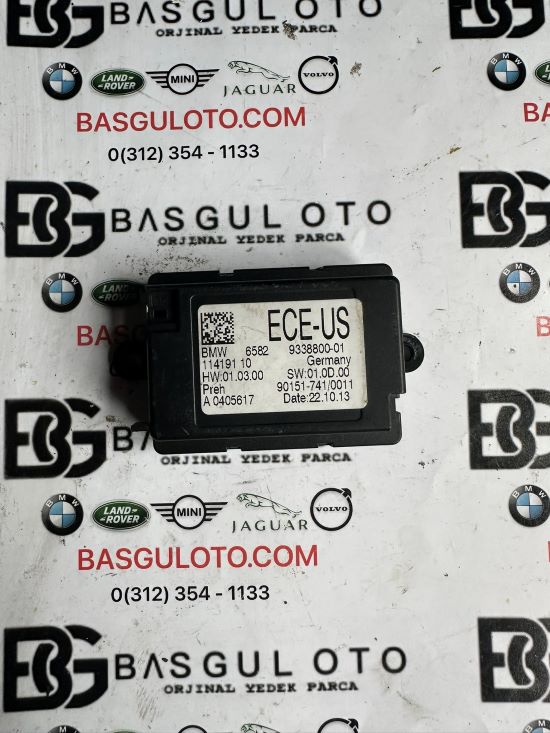 BG BASGUL OTO
ORJINAL YEDEK PARCA
BMW LAND-ROVER MINI JAGUAR VOLVO
BASGULOTO.COM
0(312) 354 - 1133
BG BASGUL OTO
ORJINAL YEDEK PARCA
BMW LAND
ECE-US
BMW 6582 9338800-01
114191 10 Germany
HW:01.03.00 SW:01.0D.00
Preh 90151-741/0011
A 0405617 Date:22.10.13
ORJINAL YEDEK PARCA
BMW LAND-ROVER MINI JAGUAR VOLVO
BASGULOTO.COM
0(312) 354 - 1133
BG BASGUL OTO
ORJINAL YEDEK PARCA